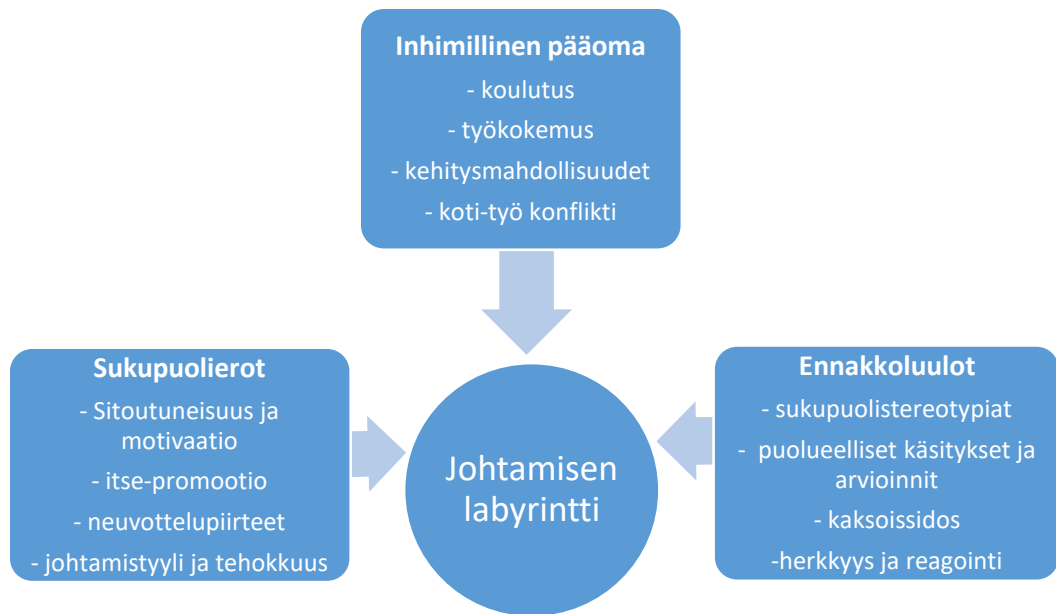 Inhimillinen pääoma
- koulutus
- työkokemus
- kehitysmahdollisuudet
- koti-työ konflikti
Sukupuolierot
- Sitoutuneisuus ja
motivaatio
- itse-promootio
- neuvottelupiirteet
- johtamistyyli ja tehokkuus
Johtamisen
labyrintti
Ennakkoluulot
- sukupuolistereotypiat
- puolueelliset käsitykset ja
arvioinnit
- kaksoissidos
-herkkyys ja reagointi